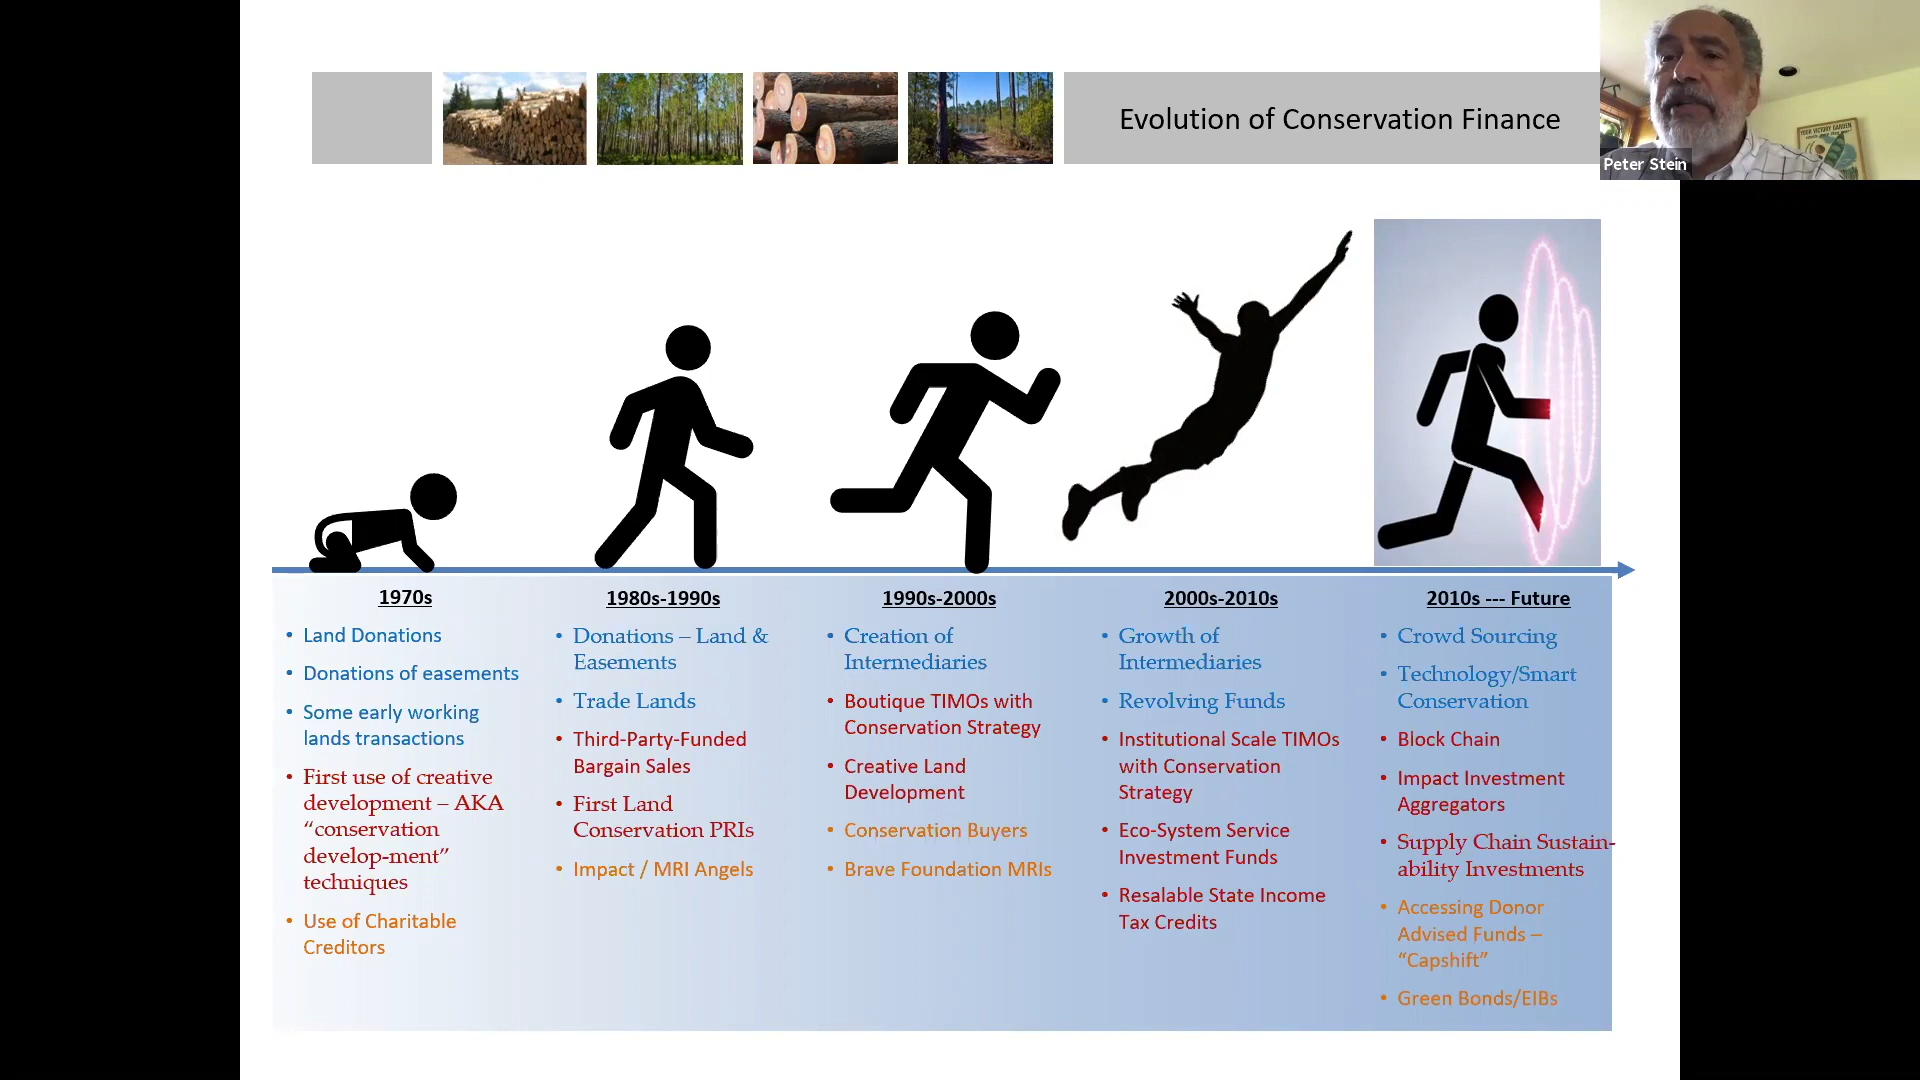 Evolution of Conservation Finance
Peter Stein
YOUR VICTORY GARDEN
1970s
• Land Donations
• Donations of easements
• Some early working
lands transactions
• First use of creative
development – AKA
“conservation
develop-ment”
techniques
• Use of Charitable
Creditors
1980s-1990s
• Donations – Land &
Easements
• Trade Lands
• Third-Party-Funded
Bargain Sales
• First Land
Conservation PRIs
• Impact / MRI Angels
1990s-2000s
• Creation of
Intermediaries
• Boutique TIMOs with
Conservation Strategy
• Creative Land
Development
• Conservation Buyers
• Brave Foundation MRIs
2000s-2010s
• Growth of
Intermediaries
• Revolving Funds
• Institutional Scale TIMOs
with Conservation
Strategy
• Eco-System Service
Investment Funds
• Resalable State Income
Tax Credits
2010s --- Future
• Crowd Sourcing
• Technology/Smart
Conservation
• Block Chain
• Impact Investment
Aggregators
• Supply Chain Sustain-
ability Investments
• Accessing Donor
Advised Funds –
“Capshift”
• Green Bonds/EIBs